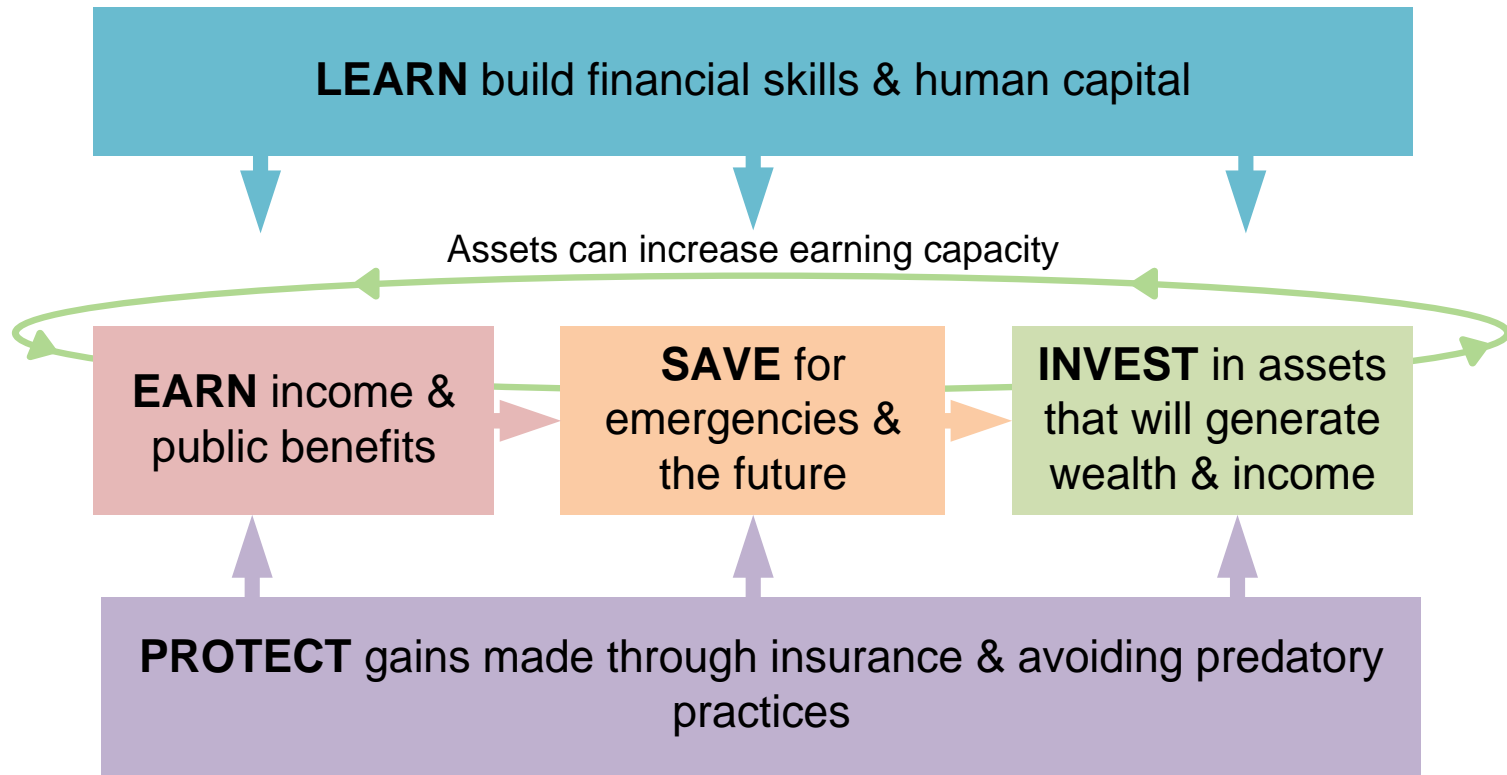 LEARN build financial skills & human capital
Assets can increase earning capacity
EARN income &
public benefits
SAVE for
emergencies &
the future
INVEST in assets
that will generate
wealth & income
PROTECT gains made through insurance & avoiding predatory
practices